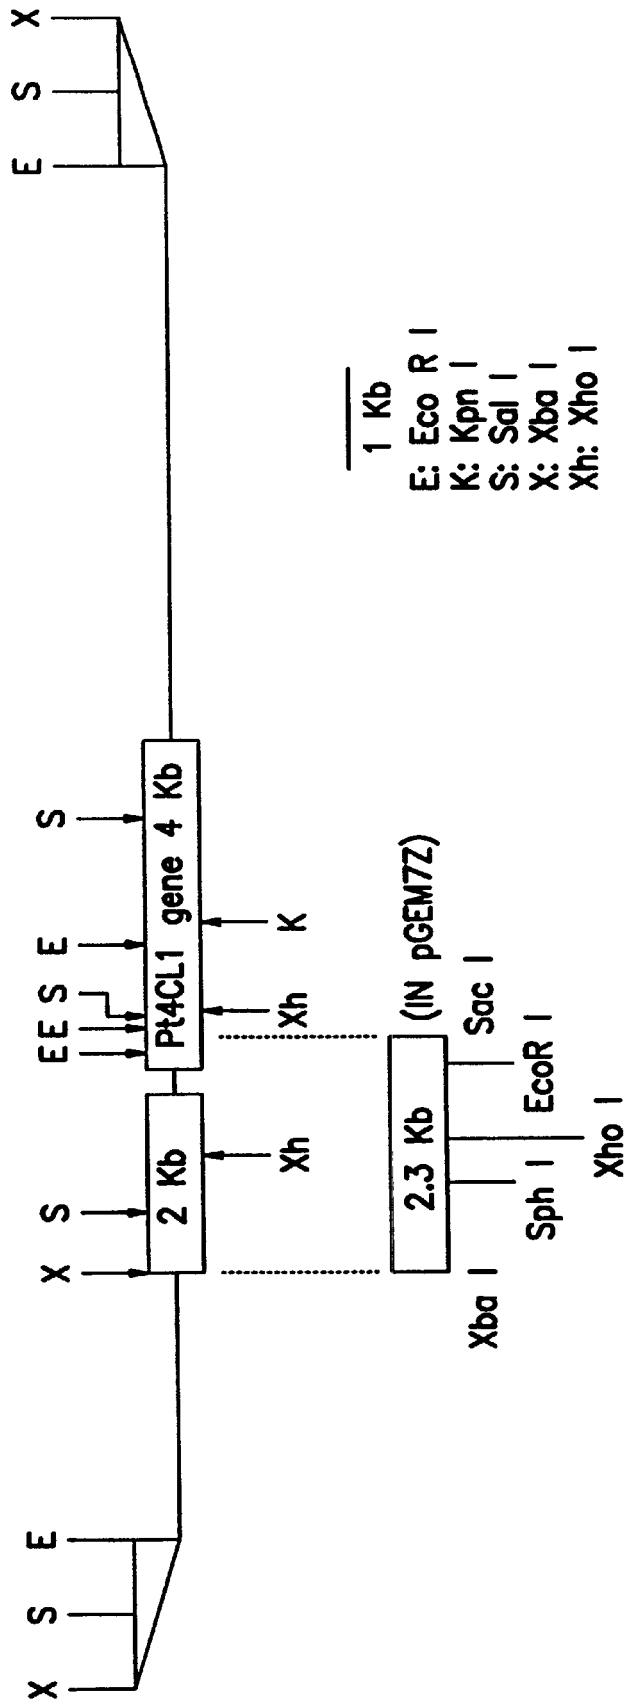 X S E
X S
E E S E S
E S X
2 Kb
Pt4CL1 gene 4 Kb
Xh
Xh K
2.3 Kb
(IN pGEM7Z)
Xba I
Sph I
Xho I
EcoR I
Sac I
1 Kb
E: Eco R I
K: Kpn I
S: Sal I
X: Xba I
Xh: Xho I